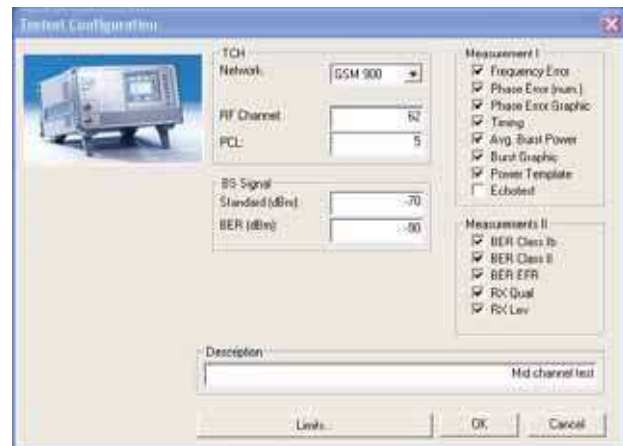 Testset Configuration
TCH
Network:
GSM 900
RF Channel:
62
PCL:
5
BS Signal
Standard (dBm)
-70
BER (dBm)
-90
Measurement I
Frequency Error
Phase Error (num.)
Phase Error Graphic
Timing
Avg. Burst Power
Burst Graphic
Power Template
Echotest
Measurements II
BER Class Ib
BER Class II
BER EFR
RX Qual
RX Lev
Description
Mid channel test
Limits...
OK
Cancel